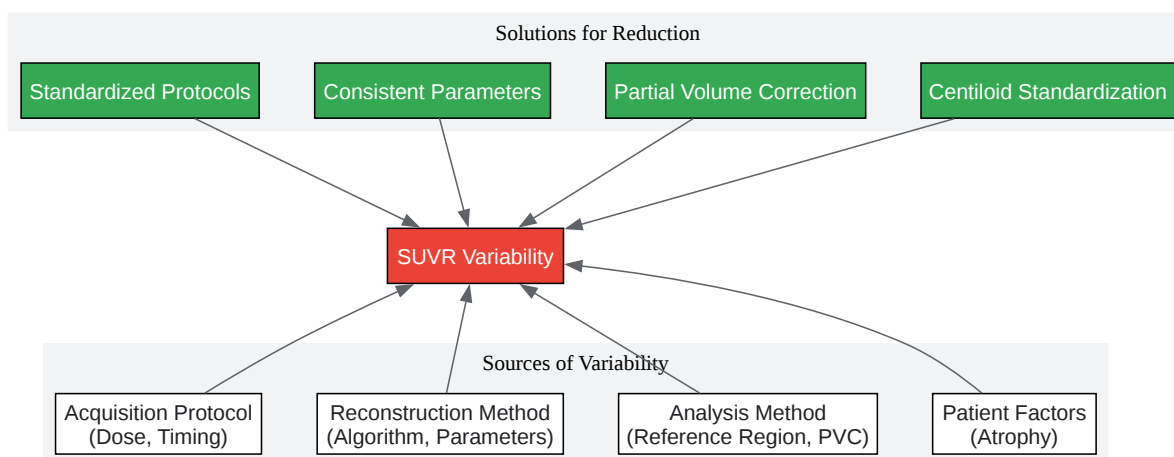 Solutions for Reduction
Standardized Protocols
Consistent Parameters
Partial Volume Correction
Centiloid Standardization
SUVR Variability
Sources of Variability
Acquisition Protocol
(Dose, Timing)
Reconstruction Method
(Algorithm, Parameters)
Analysis Method
(Reference Region, PVC)
Patient Factors
(Atrophy)